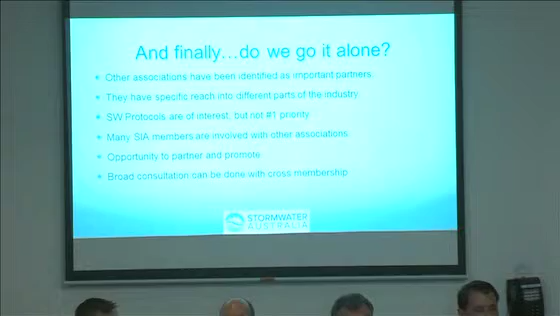 And finally…do we go it alone?
Other associations have been identified as important partners
They have specific reach into different parts of the industry
SW Protocols are of interest, but not #1 priority
Many SIA members are involved with other associations
Opportunity to partner and promote
Broad consultation can be done with cross membership
STORMWATER
AUSTRALIA